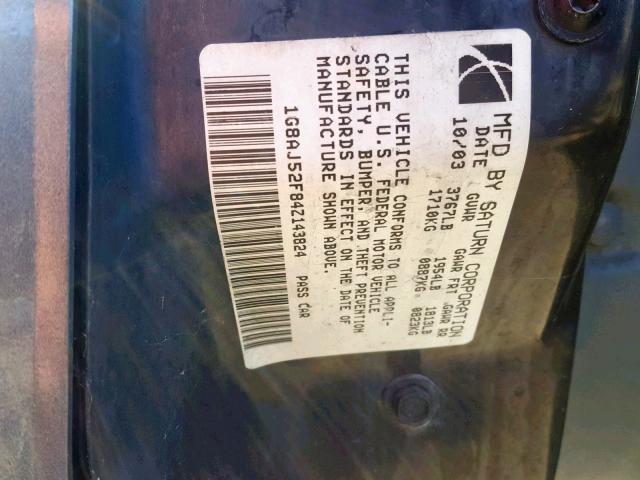 MFD BY SATURN CORPORATION
DATE GVWR GAWR FRT GAWR RR
10/03 3767LB 1954LB 1813LB
1710KG 0887KG 0823KG
THIS VEHICLE CONFORMS TO ALL APPLI-
CABLE U.S. FEDERAL MOTOR VEHICLE
SAFETY, BUMPER, AND THEFT PREVENTION
STANDARDS IN EFFECT ON THE DATE OF
MANUFACTURE SHOWN ABOVE.
1G8AJ52F84Z143824 PASS CAR